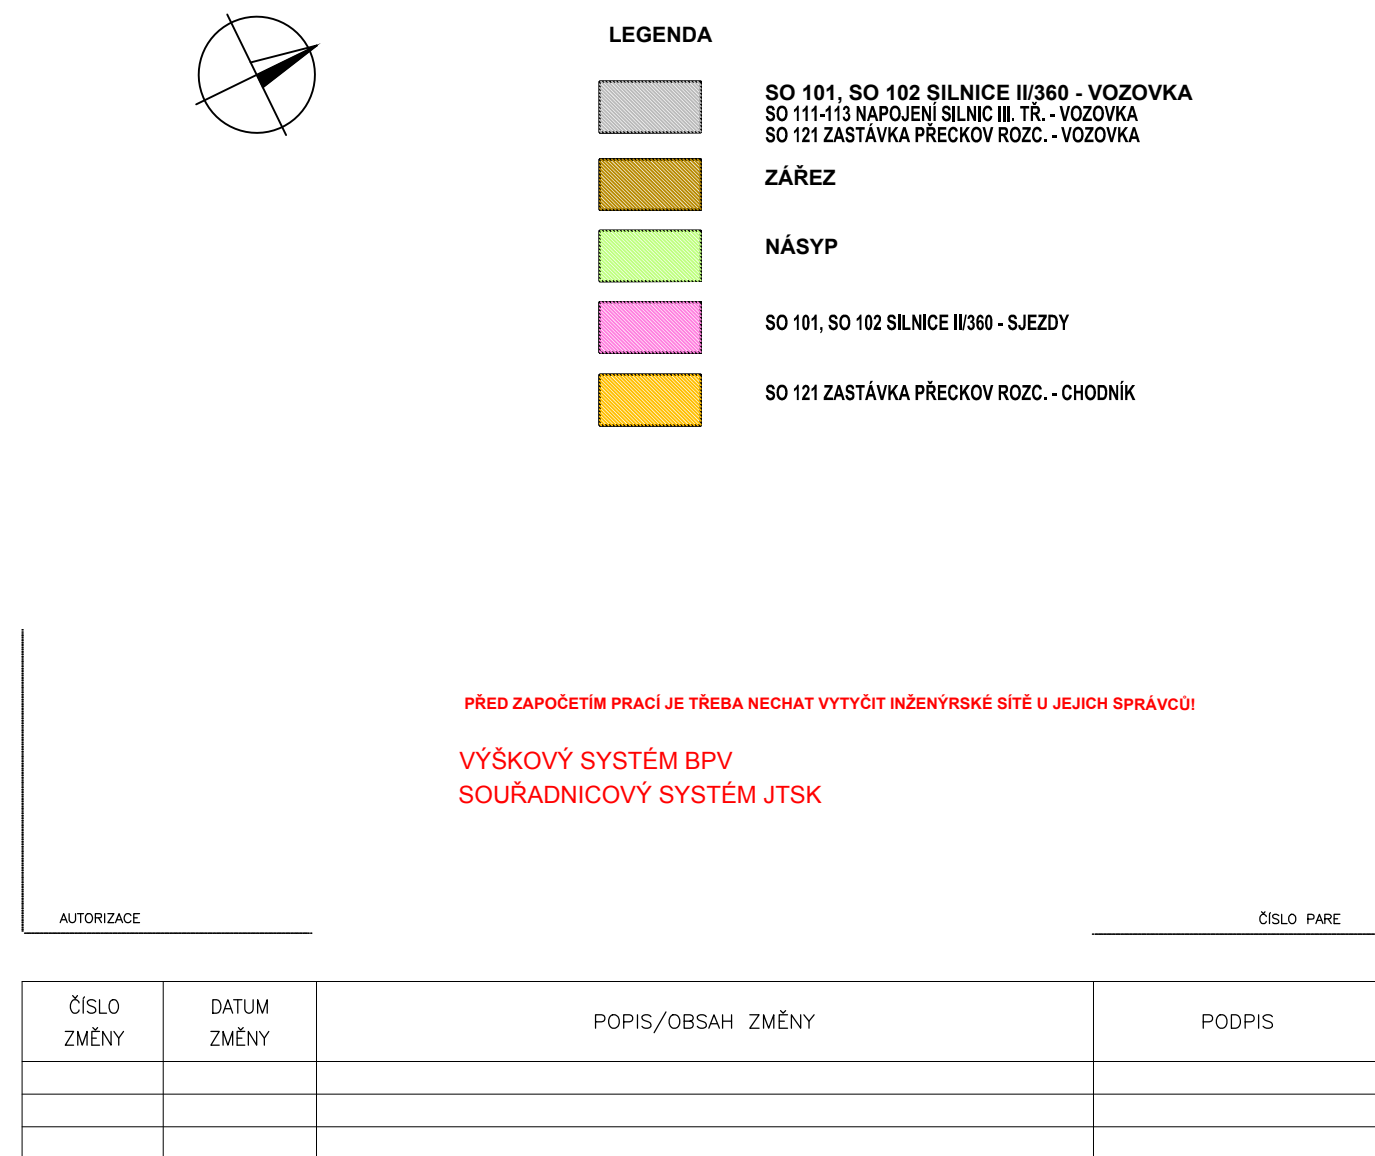 LEGENDA
SO 101, SO 102 SILNICE II/360 - VOZOVKA
SO 111-113 NAPOJENÍ SILNIC III. TŘ. - VOZOVKA
SO 121 ZASTÁVKA PŘECKOV ROZC. - VOZOVKA
ZÁŘEZ
NÁSYP
SO 101, SO 102 SILNICE II/360 - SJEZDY
SO 121 ZASTÁVKA PŘECKOV ROZC. - CHODNÍK
PŘED ZAPOČETÍM PRACÍ JE TŘEBA NECHAT VYTYČIT INŽENÝRSKÉ SÍTĚ U JEJICH SPRÁVCŮ!
VÝŠKOVÝ SYSTÉM BPV
SOUŘADNICOVÝ SYSTÉM JTSK
AUTORIZACE
ČÍSLO PARE
ČÍSLO
ZMĚNY
DATUM
ZMĚNY
POPIS/OBSAH ZMĚNY
PODPIS